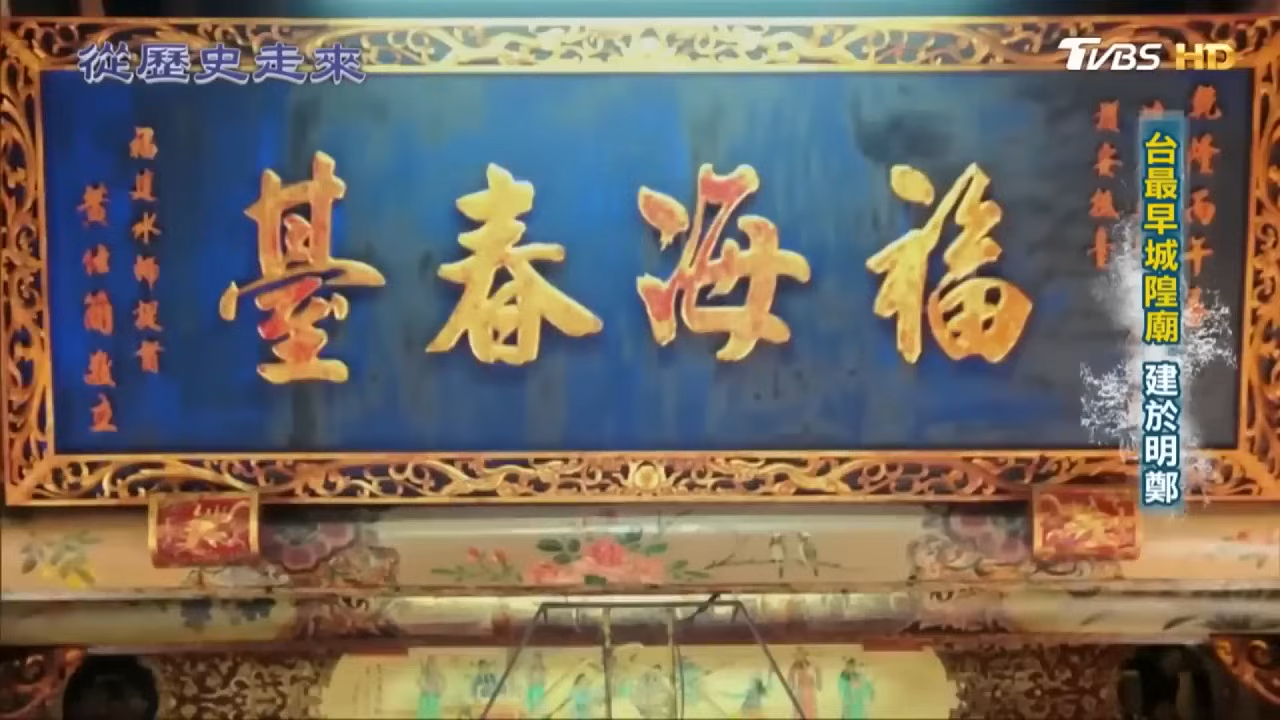 從歷史走來
TVBS HD
台最早城隍廟 建於明鄭
乾隆丙午
福海春臺
福建水師提督
黃仕簡敬立